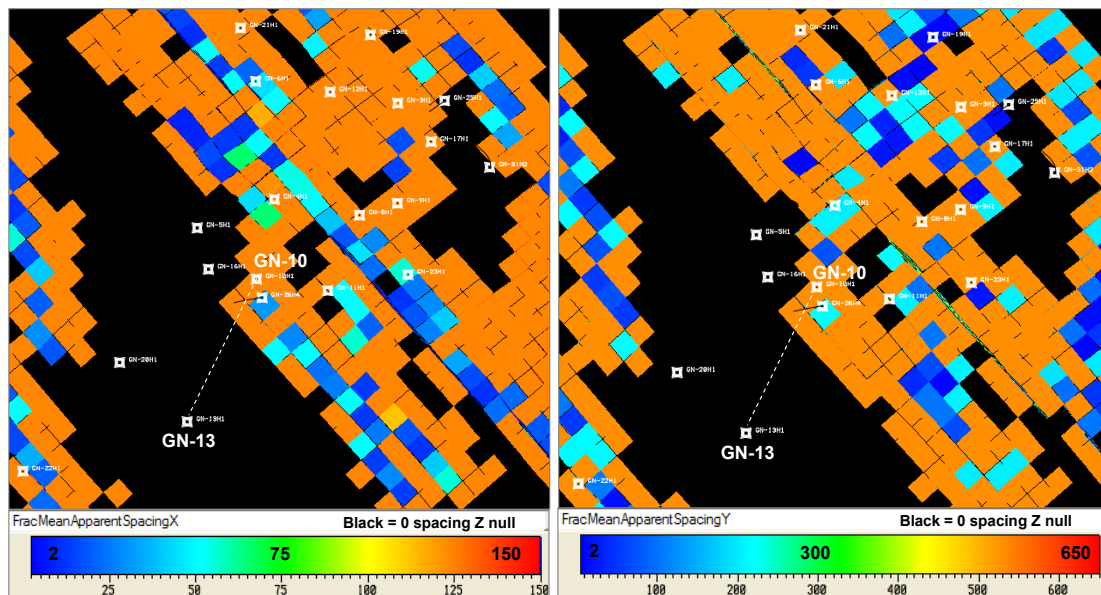 GN-21H1
GN-19H1
GN-6H1
GN-12H1
GN-3H1
GN-25H1
GN-17H1
GN-31H2
GN-4H1
GN-9H1
GN-8H1
GN-5H1
GN-10
GN-16H1
GN-10H1
GN-23H1
GN-11H1
GN-26H4
GN-20H1
GN-13H1
GN-13
GN-22H1
FracMeanApparentSpacingX
Black = 0 spacing Z null
2 75 150
25 50 75 100 125 150
GN-21H1
GN-19H1
GN-6H1
GN-12H1
GN-3H1
GN-25H1
GN-17H1
GN-31H2
GN-4H1
GN-9H1
GN-8H1
GN-5H1
GN-10
GN-16H1
GN-10H1
GN-23H1
GN-11H1
GN-26H4
GN-20H1
GN-13H1
GN-13
GN-22H1
FracMeanApparentSpacingY
Black = 0 spacing Z null
2 300 650
100 200 300 400 500 600